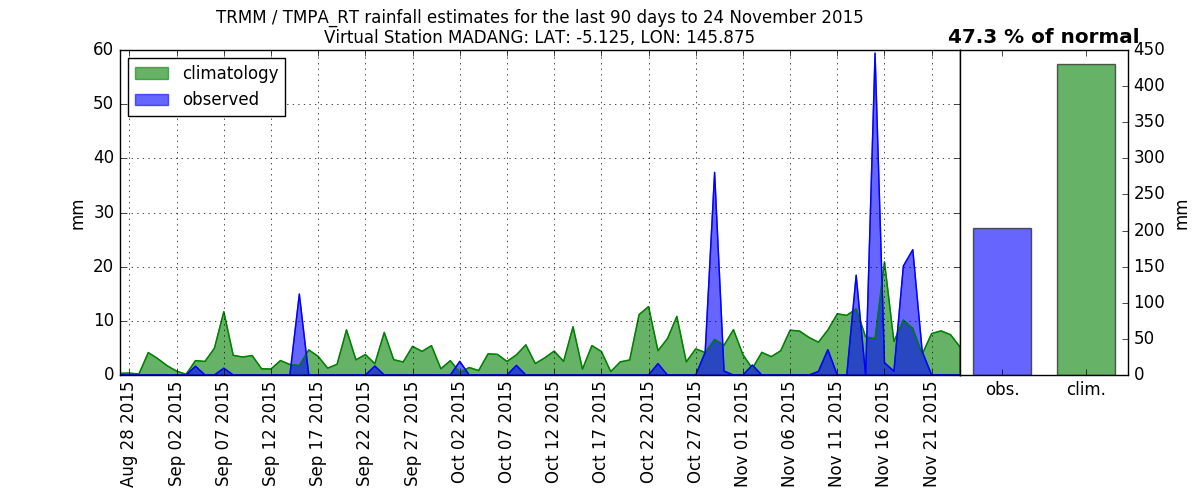 TRMM / TMPA_RT rainfall estimates for the last 90 days to 24 November 2015
Virtual Station MADANG: LAT: -5.125, LON: 145.875
47.3 % of normal
climatology
observed
60
50
40
30
20
10
0
mm
Aug 28 2015
Sep 02 2015
Sep 07 2015
Sep 12 2015
Sep 17 2015
Sep 22 2015
Sep 27 2015
Oct 02 2015
Oct 07 2015
Oct 12 2015
Oct 17 2015
Oct 22 2015
Oct 27 2015
Nov 01 2015
Nov 06 2015
Nov 11 2015
Nov 16 2015
Nov 21 2015
450
400
350
300
250
200
150
100
50
0
mm
obs.
clim.